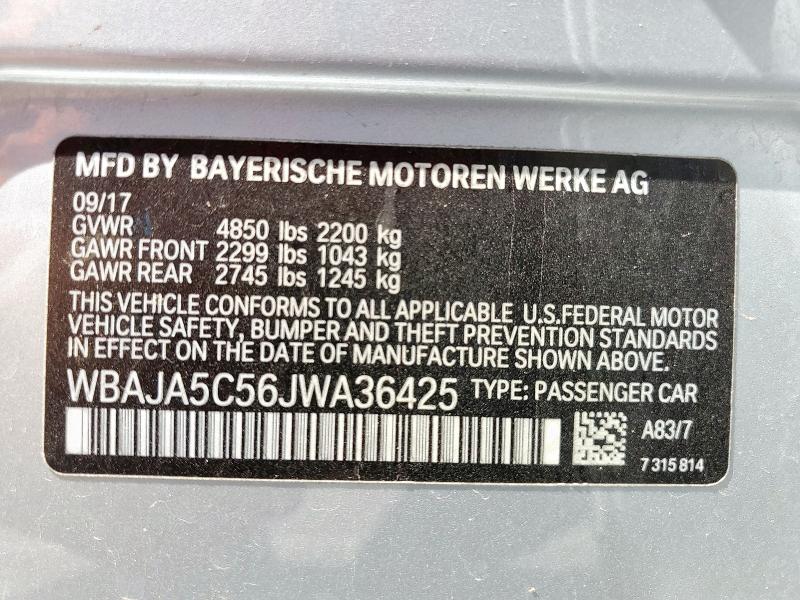 MFD BY BAYERISCHE MOTOREN WERKE AG
09/17
GVWR 4850 lbs 2200 kg
GAWR FRONT 2299 lbs 1043 kg
GAWR REAR 2745 lbs 1245 kg
THIS VEHICLE CONFORMS TO ALL APPLICABLE U.S.FEDERAL MOTOR
VEHICLE SAFETY, BUMPER AND THEFT PREVENTION STANDARDS
IN EFFECT ON THE DATE OF MANUFACTURE SHOWN ABOVE.
WBAJA5C56JWA36425 TYPE: PASSENGER CAR
A83/7
7 315 814